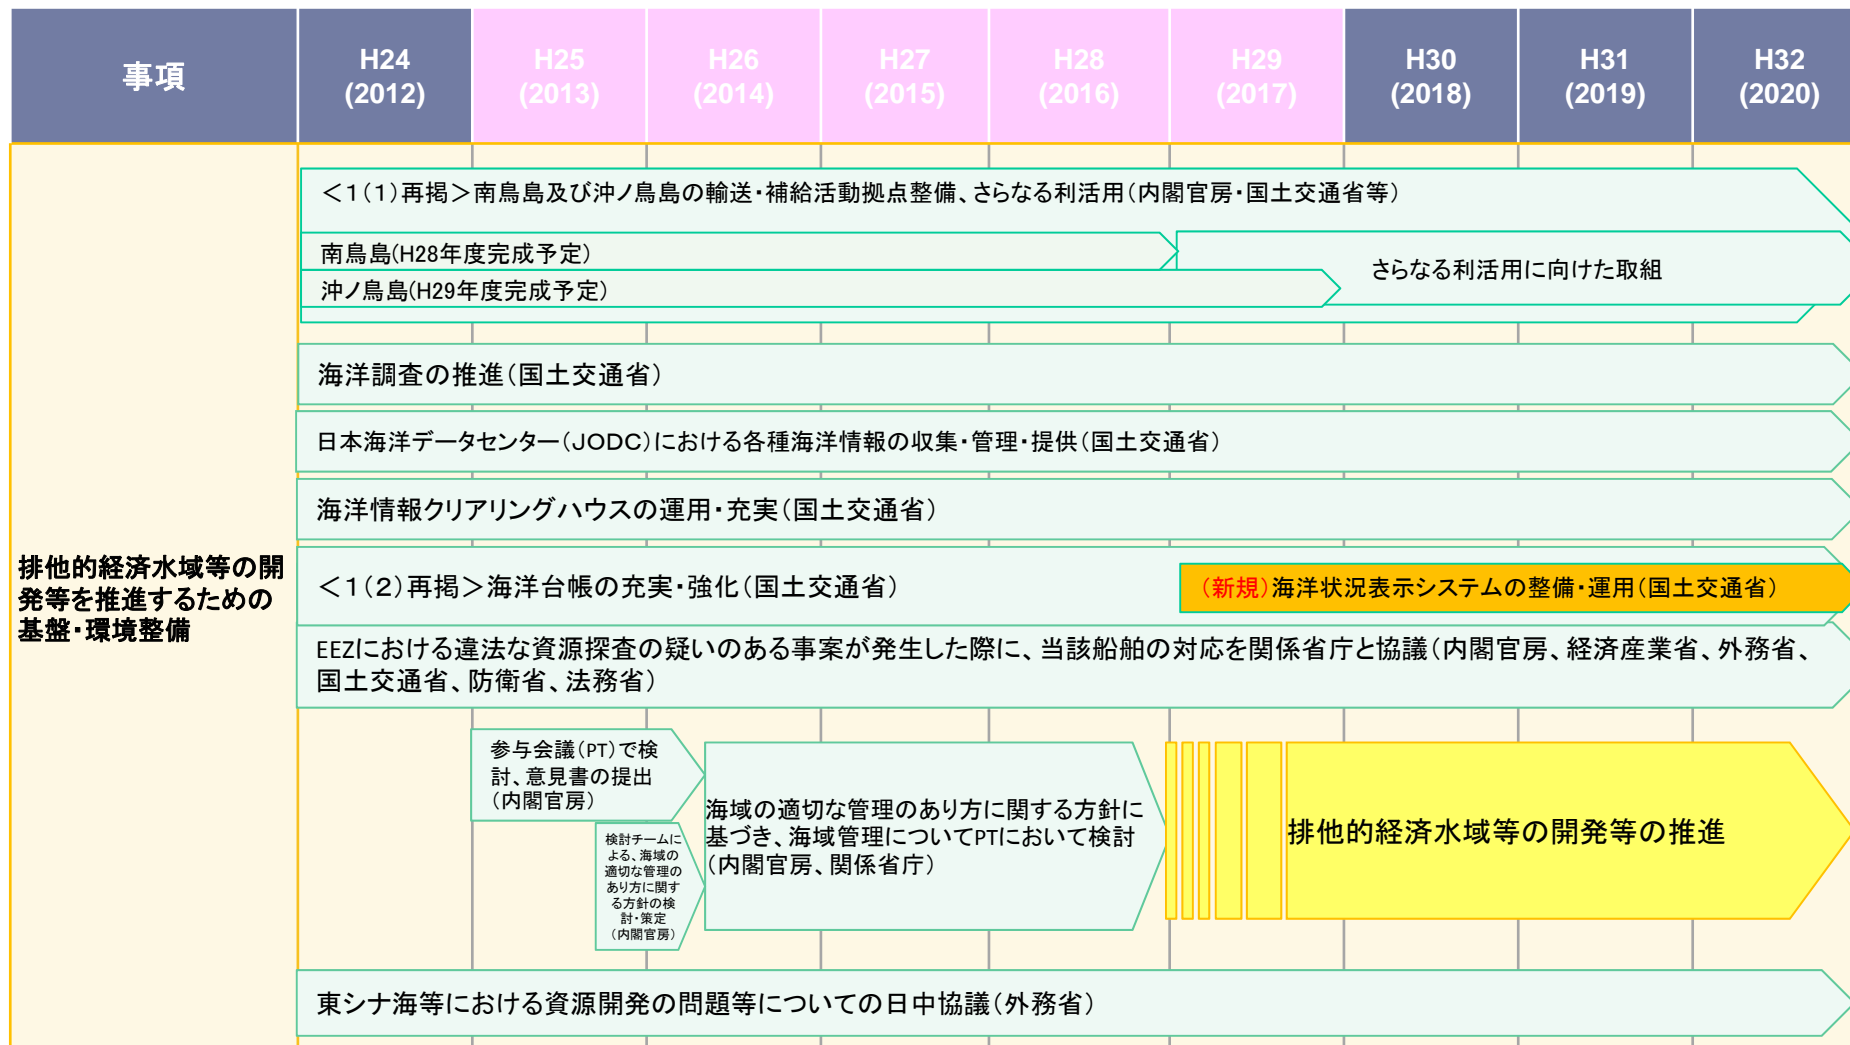 事項
H24
(2012)
H25
(2013)
H26
(2014)
H27
(2015)
H28
(2016)
H29
(2017)
H30
(2018)
H31
(2019)
H32
(2020)
排他的経済水域等の開
発等を推進するための
基盤・環境整備
＜1（1）再掲＞南鳥島及び沖ノ鳥島の輸送・補給活動拠点整備、さらなる利活用（内閣官房・国土交通省等）
南鳥島(H28年度完成予定)
沖ノ鳥島(H29年度完成予定)
さらなる利活用に向けた取組
海洋調査の推進（国土交通省）
日本海洋データセンター（JODC）における各種海洋情報の収集・管理・提供（国土交通省）
海洋情報クリアリングハウスの運用・充実（国土交通省）
＜1（2）再掲＞海洋台帳の充実・強化（国土交通省）
（新規）海洋状況表示システムの整備・運用（国土交通省）
EEZにおける違法な資源探査の疑いのある事案が発生した際に、当該船舶の対応を関係省庁と協議（内閣官房、経済産業省、外務省、
国土交通省、防衛省、法務省）
参与会議（PT）で検
討、意見書の提出
（内閣官房）
検討チームに
よる、海域の
適切な管理の
あり方に関す
る方針の検
討・策定
（内閣官房）
海域の適切な管理のあり方に関する方針に
基づき、海域管理についてPTにおいて検討
（内閣官房、関係省庁）
排他的経済水域等の開発等の推進
東シナ海等における資源開発の問題等についての日中協議（外務省）